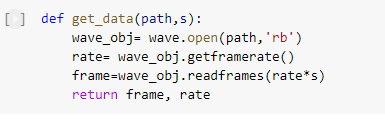 def get_data(path,s):
    wave_obj= wave.open(path,'rb')
    rate= wave_obj.getframerate()
    frame=wave_obj.readframes(rate*s)
    return frame, rate